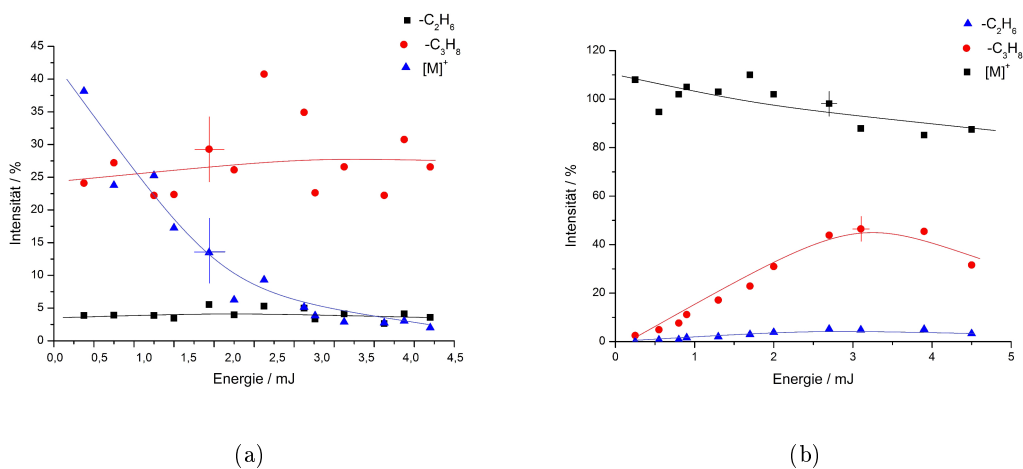 -C₂H₆
-C₃H₈
[M]⁺
45
40
35
30
25
20
15
10
5
0
Intensität / %
0,0 0,5 1,0 1,5 2,0 2,5 3,0 3,5 4,0 4,5
Energie / mJ
(a)
-C₂H₆
-C₃H₈
[M]⁺
120
100
80
60
40
20
0
Intensität / %
0 1 2 3 4 5
Energie / mJ
(b)